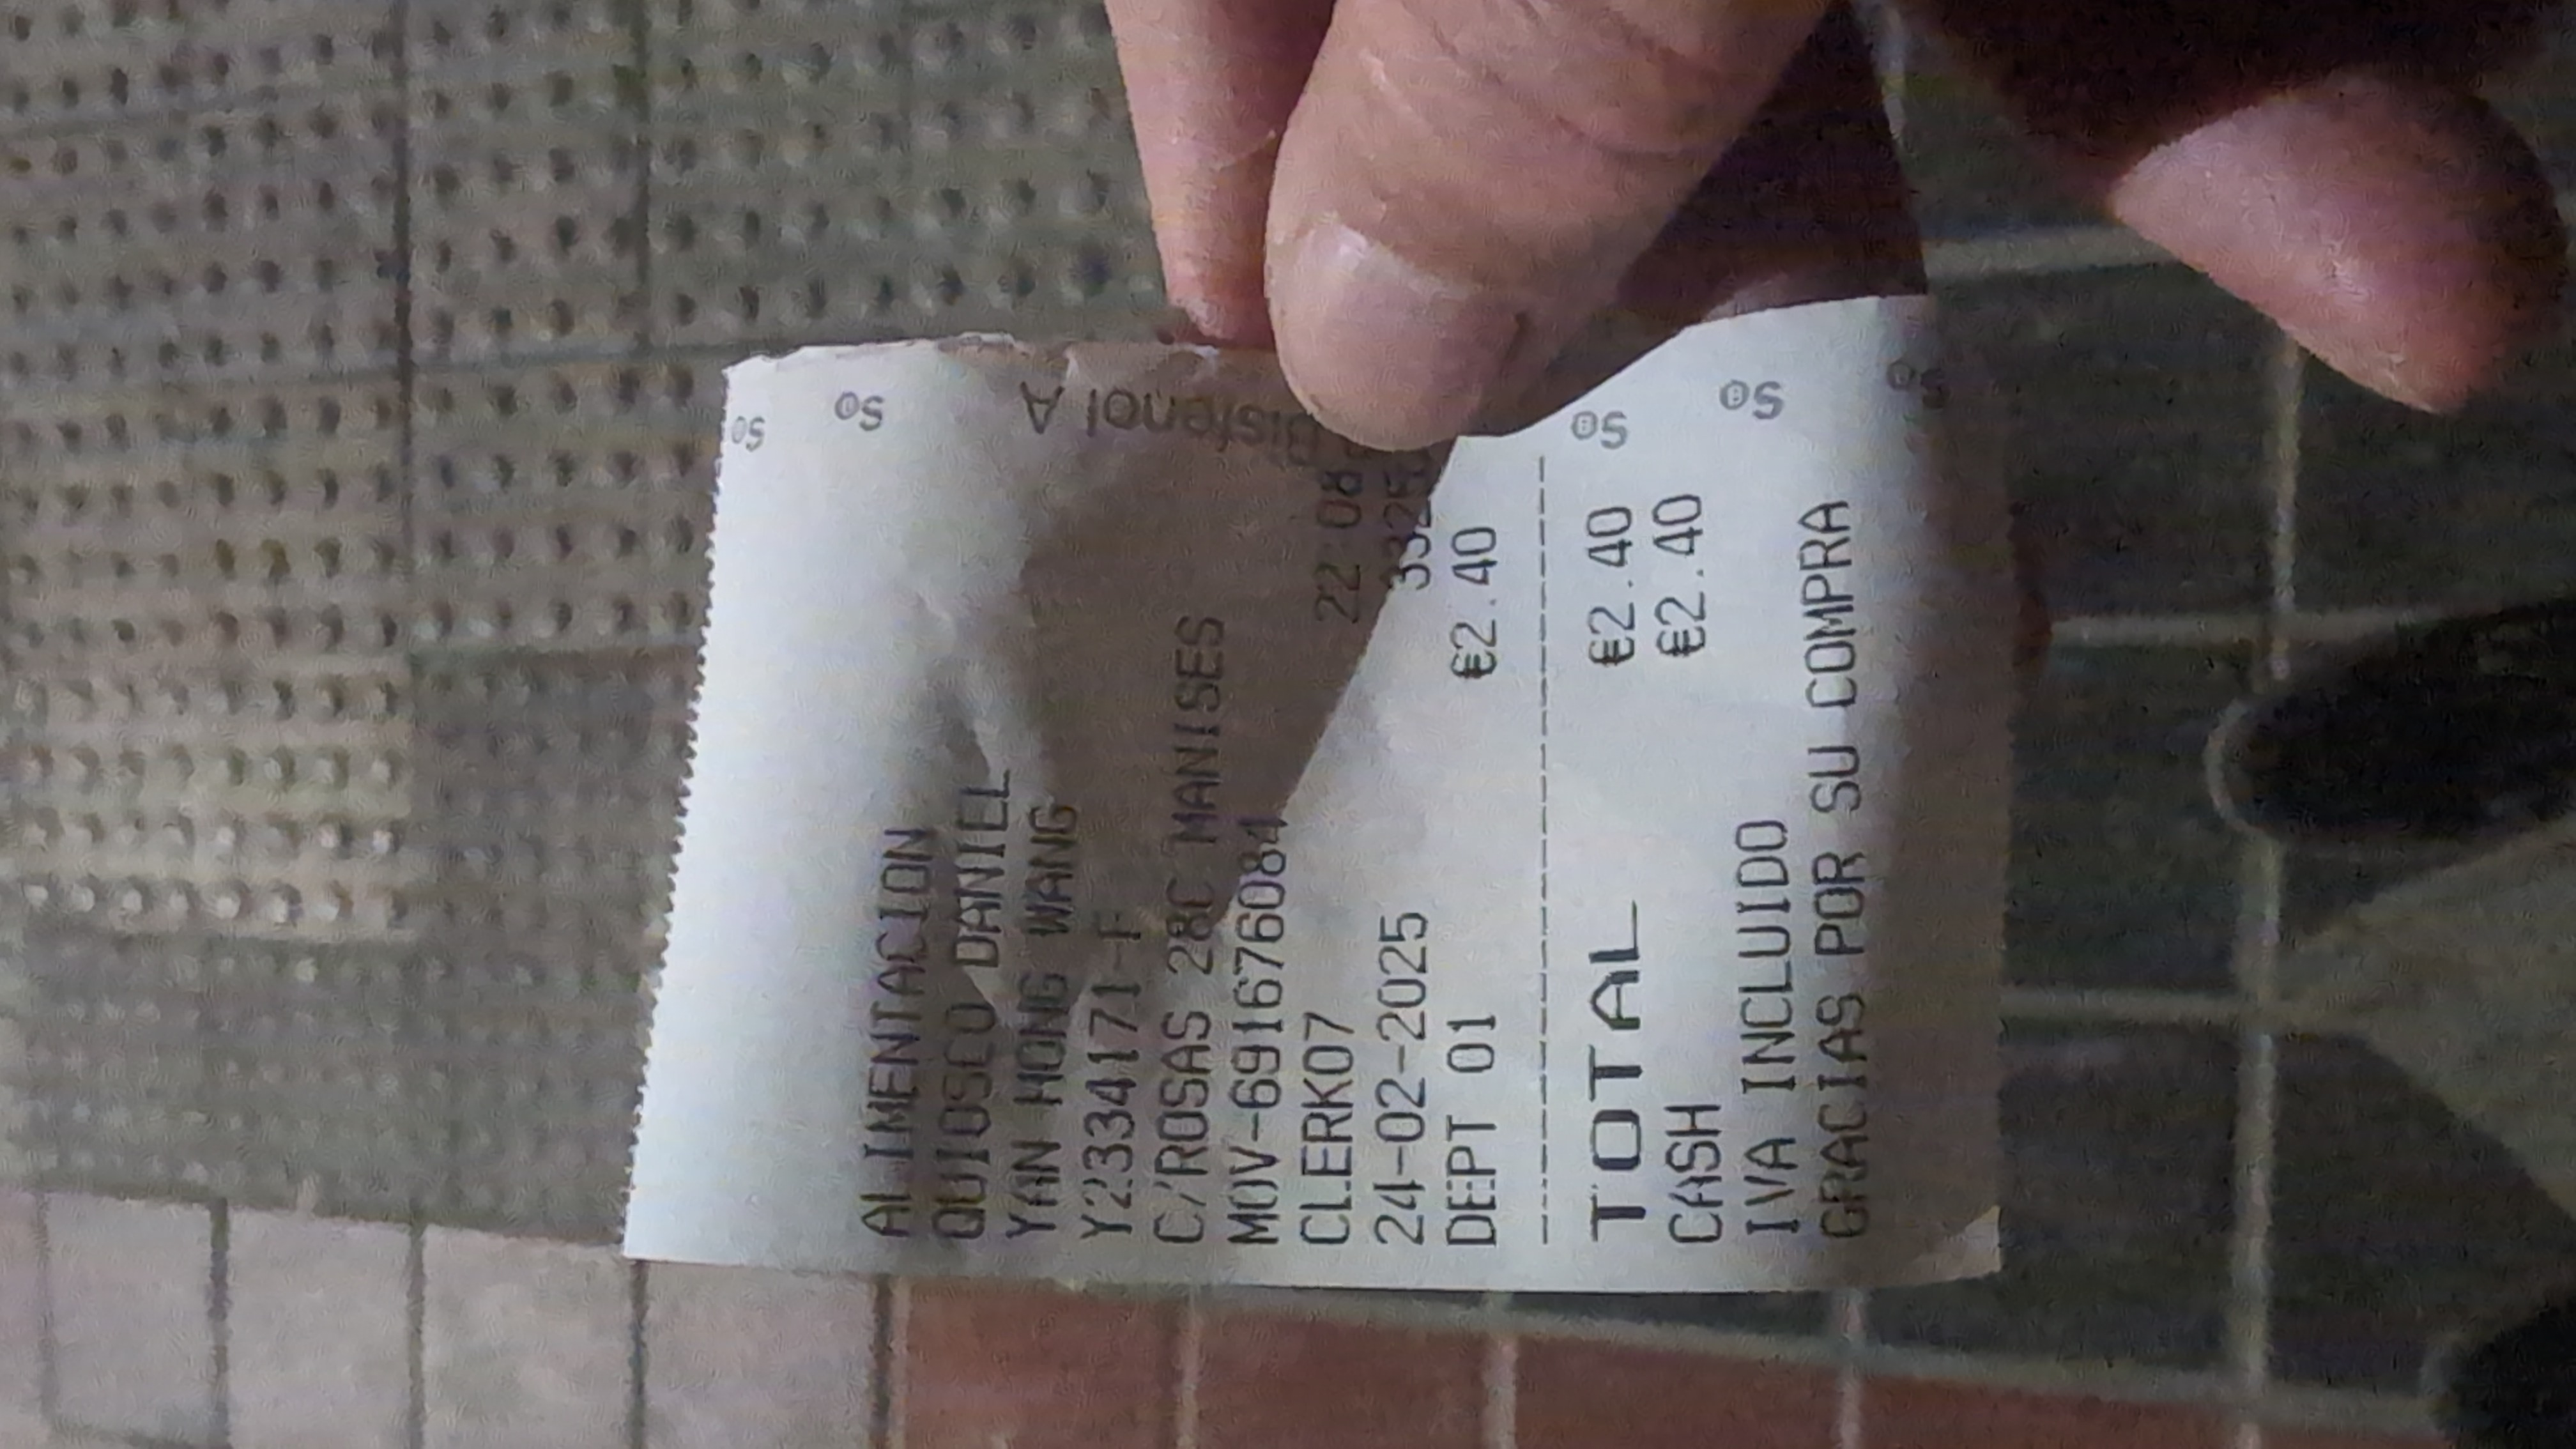 ALIMENTACION
QUIOSCO DANIEL
YAN HONG WANG
Y2334171-F
C/ROSAS 28C MANISES
MOV-691676084
CLERK07 22:08
24-02-2025 3325
DEPT 01 €2.40
TOTAL €2.40
CASH €2.40
IVA INCLUIDO
GRACIAS POR SU COMPRA
Bisfenol A